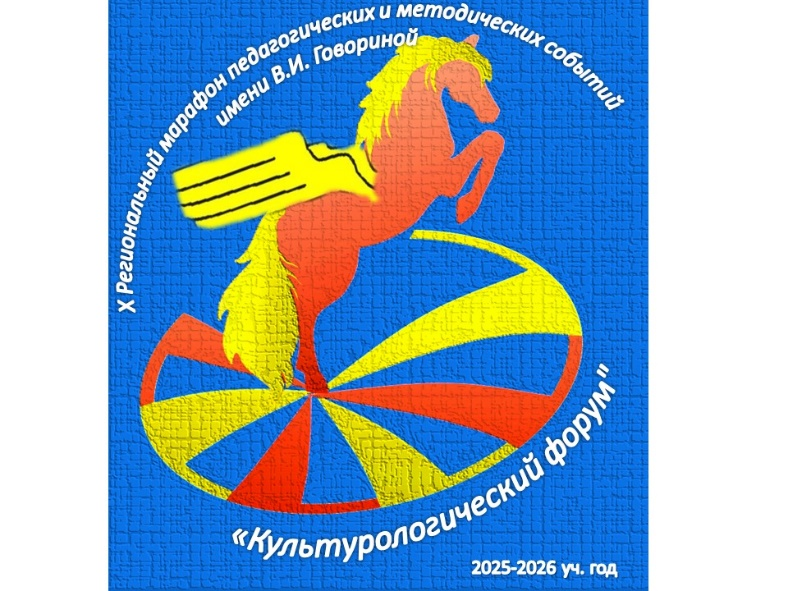 X Региональный марафон педагогических и методических событий
имени В.И. Говориной
«Культурологический форум"
2025-2026 уч. год